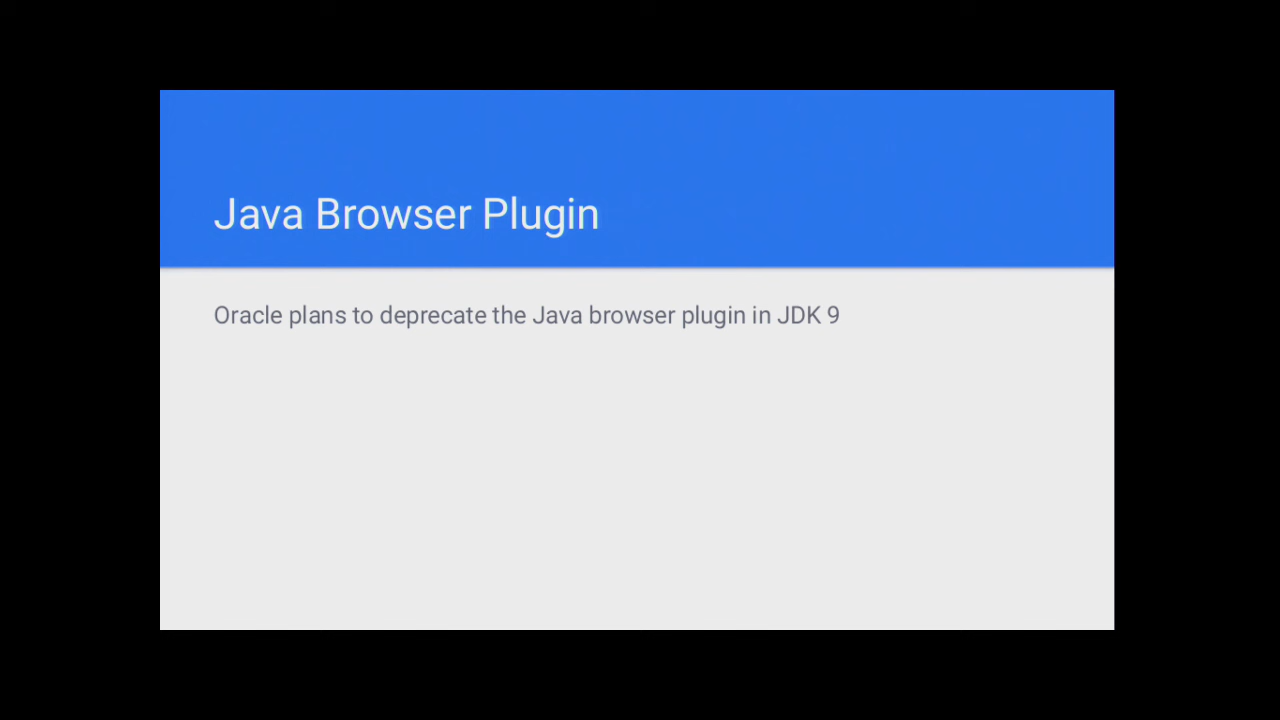 Java Browser Plugin
Oracle plans to deprecate the Java browser plugin in JDK 9